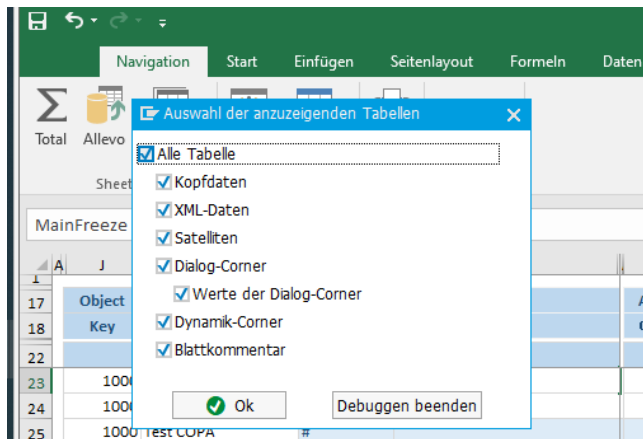 Navigation Start Einfügen Seitenlayout Formeln Daten
Auswahl der anzuzeigenden Tabellen
Total Allevo
Sheet
MainFreeze
Alle Tabelle
Kopfdaten
XML-Daten
Satelliten
Dialog-Corner
Werte der Dialog-Corner
Dynamik-Corner
Blattkommentar
Ok Debuggen beenden
A J
17 Object
18 Key
22
23 1000
24 1000
25 1000 Test COPA #